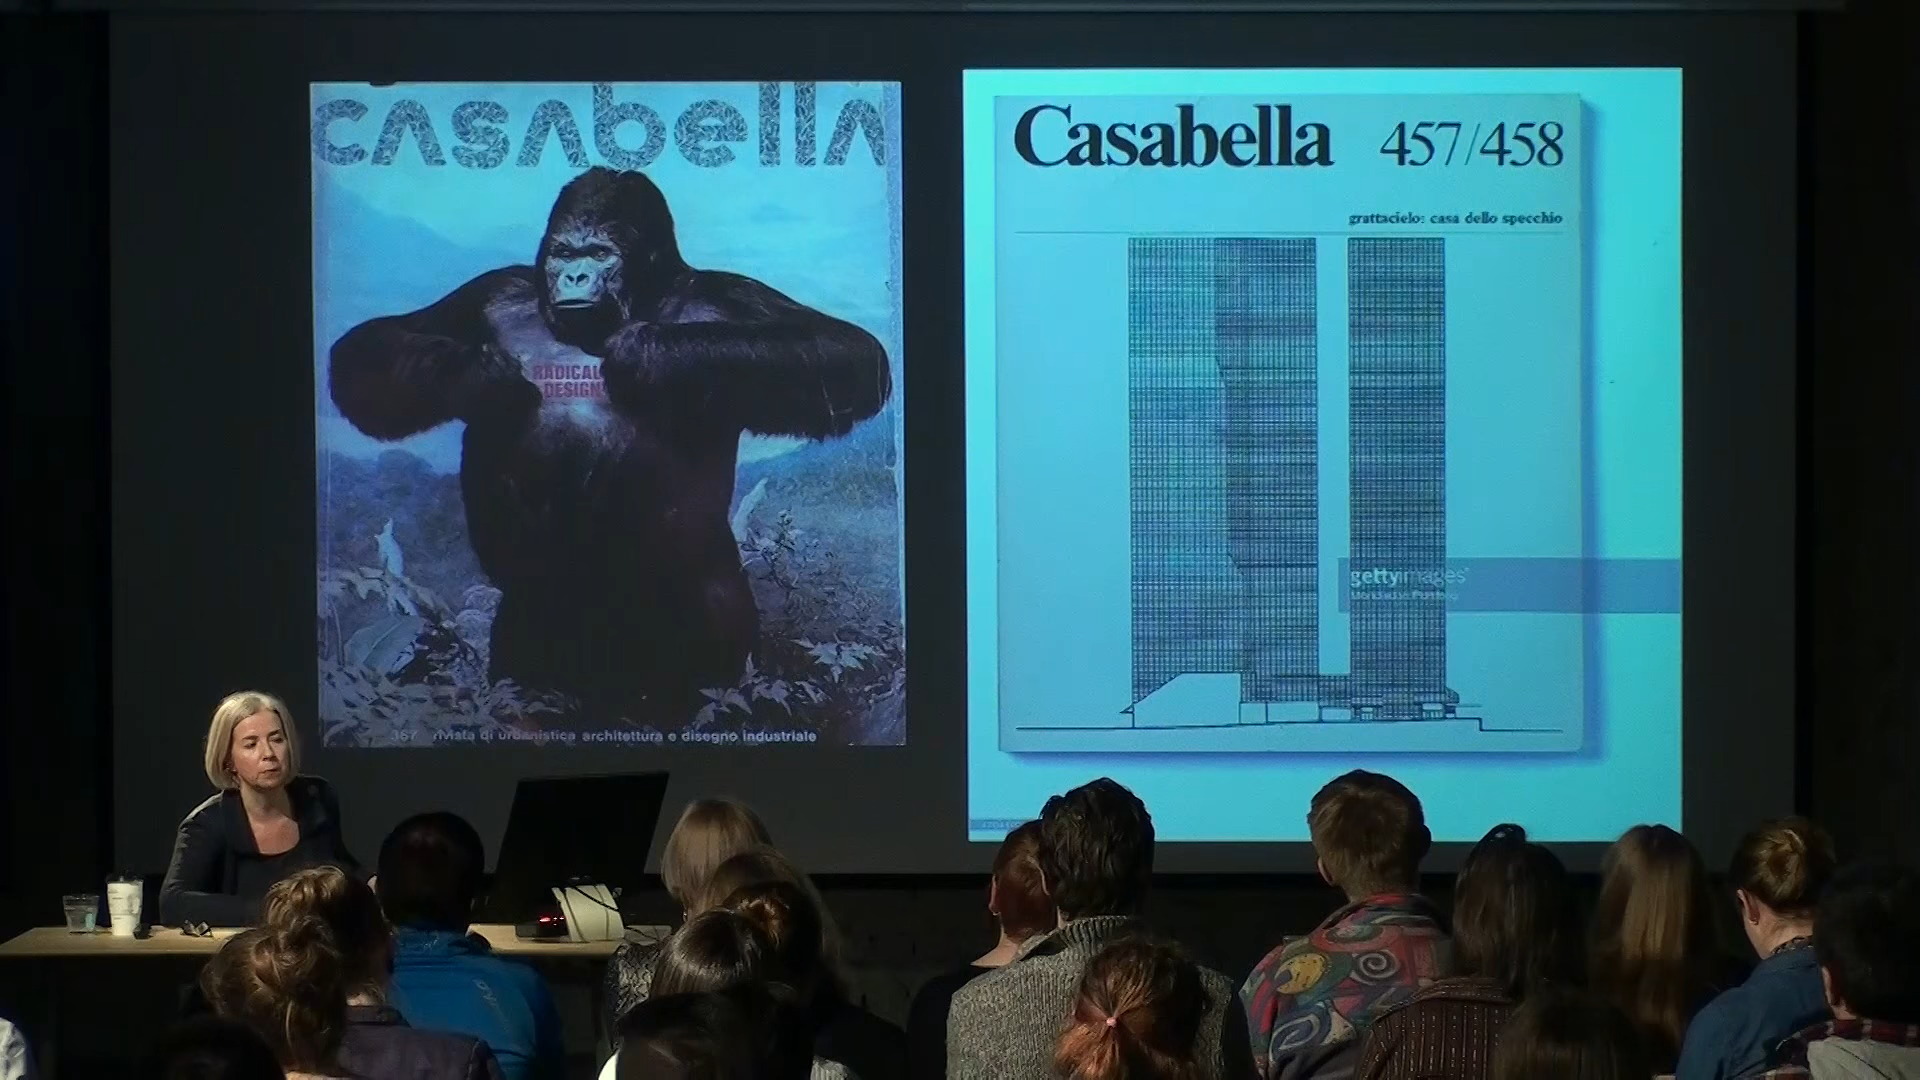 casabella
RADICAL
DESIGN
367 rivista di urbanistica architettura e disegno industriale
Casabella 457/458
grattacielo: casa dello specchio
gettyimages